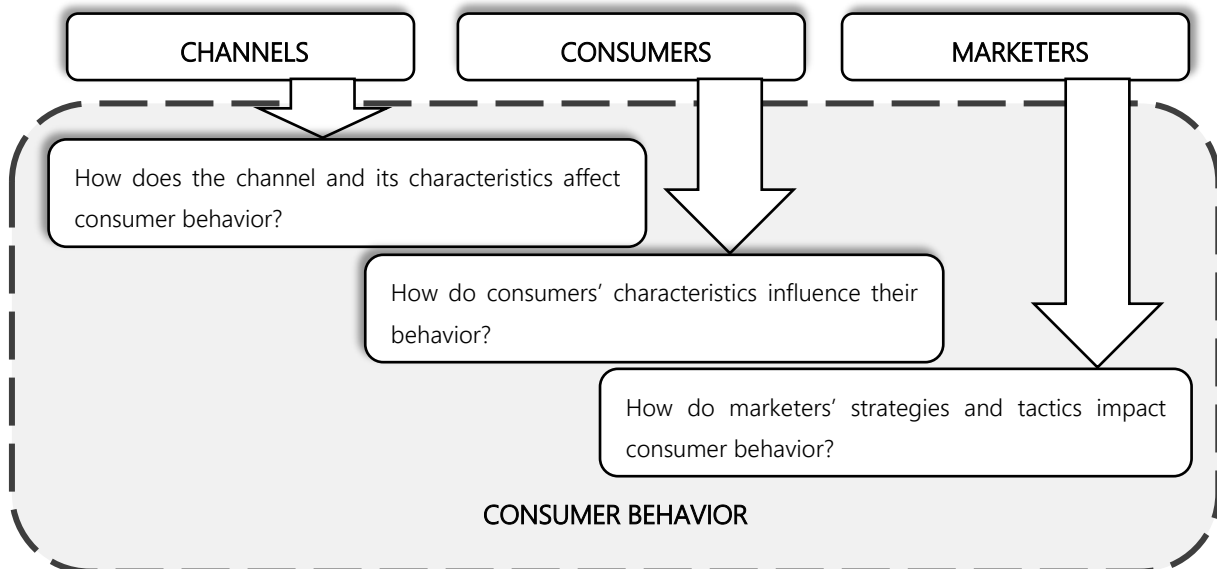 CHANNELS
CONSUMERS
MARKETERS
How does the channel and its characteristics affect
consumer behavior?
How do consumers’ characteristics influence their
behavior?
How do marketers’ strategies and tactics impact
consumer behavior?
CONSUMER BEHAVIOR